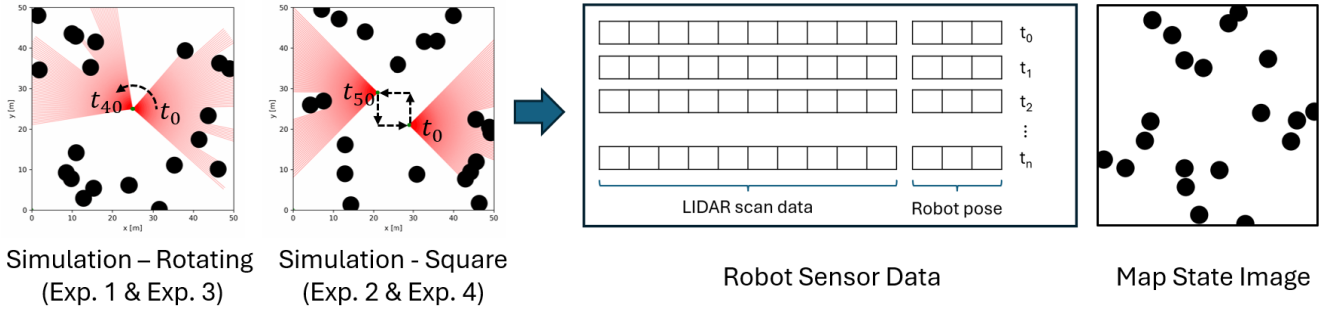 50
40
30
20
10
0
y [m]
0 10 20 30 40 50
x [m]
t40
t0
Simulation – Rotating
(Exp. 1 & Exp. 3)
50
40
30
20
10
0
y [m]
0 10 20 30 40 50
x [m]
t50
t0
Simulation - Square
(Exp. 2 & Exp. 4)
t0
t1
t2
⋮
tn
LIDAR scan data
Robot pose
Robot Sensor Data
Map State Image